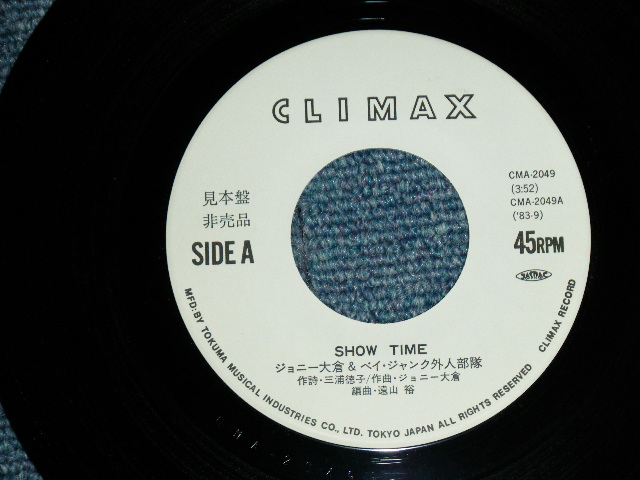 CLIMAX
見本盤
非売品
SIDE A
CMA-2049
(3:52)
CMA-2049A
('83·9)
45RPM
JASRAC
SHOW TIME
ジョニー大倉 & ベイ・ジャンク外人部隊
作詩・三浦徳子/作曲・ジョニー大倉
編曲・遠山 裕
MFD: BY TOKUMA MUSICAL INDUSTRIES CO., LTD. TOKYO JAPAN ALL RIGHTS RESERVED CLIMAX RECORD